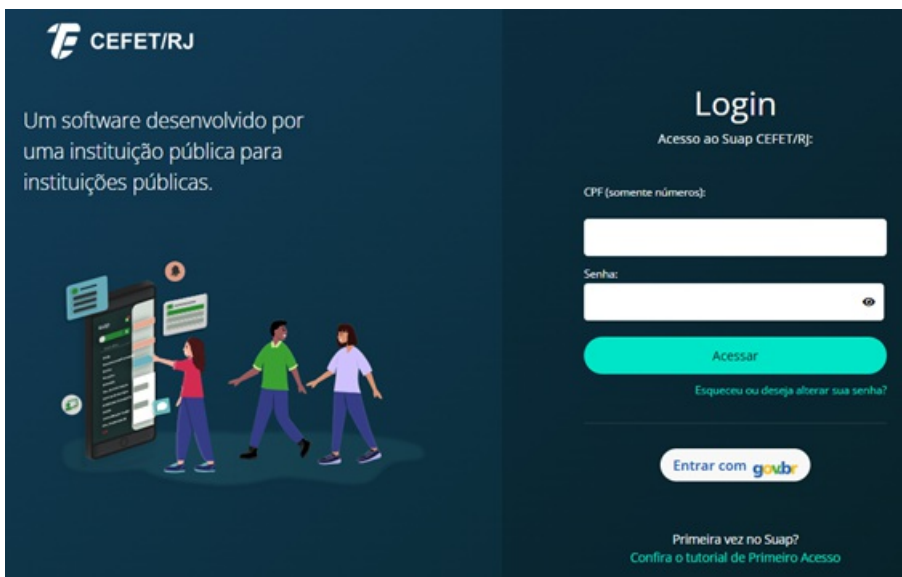 CEFET/RJ
Um software desenvolvido por
uma instituição pública para
instituições públicas.
Login
Acesso ao Suap CEFET/RJ:
CPF (somente números):
Senha:
Acessar
Esqueceu ou deseja alterar sua senha?
Entrar com gov.br
Primeira vez no Suap?
Confira o tutorial de Primeiro Acesso